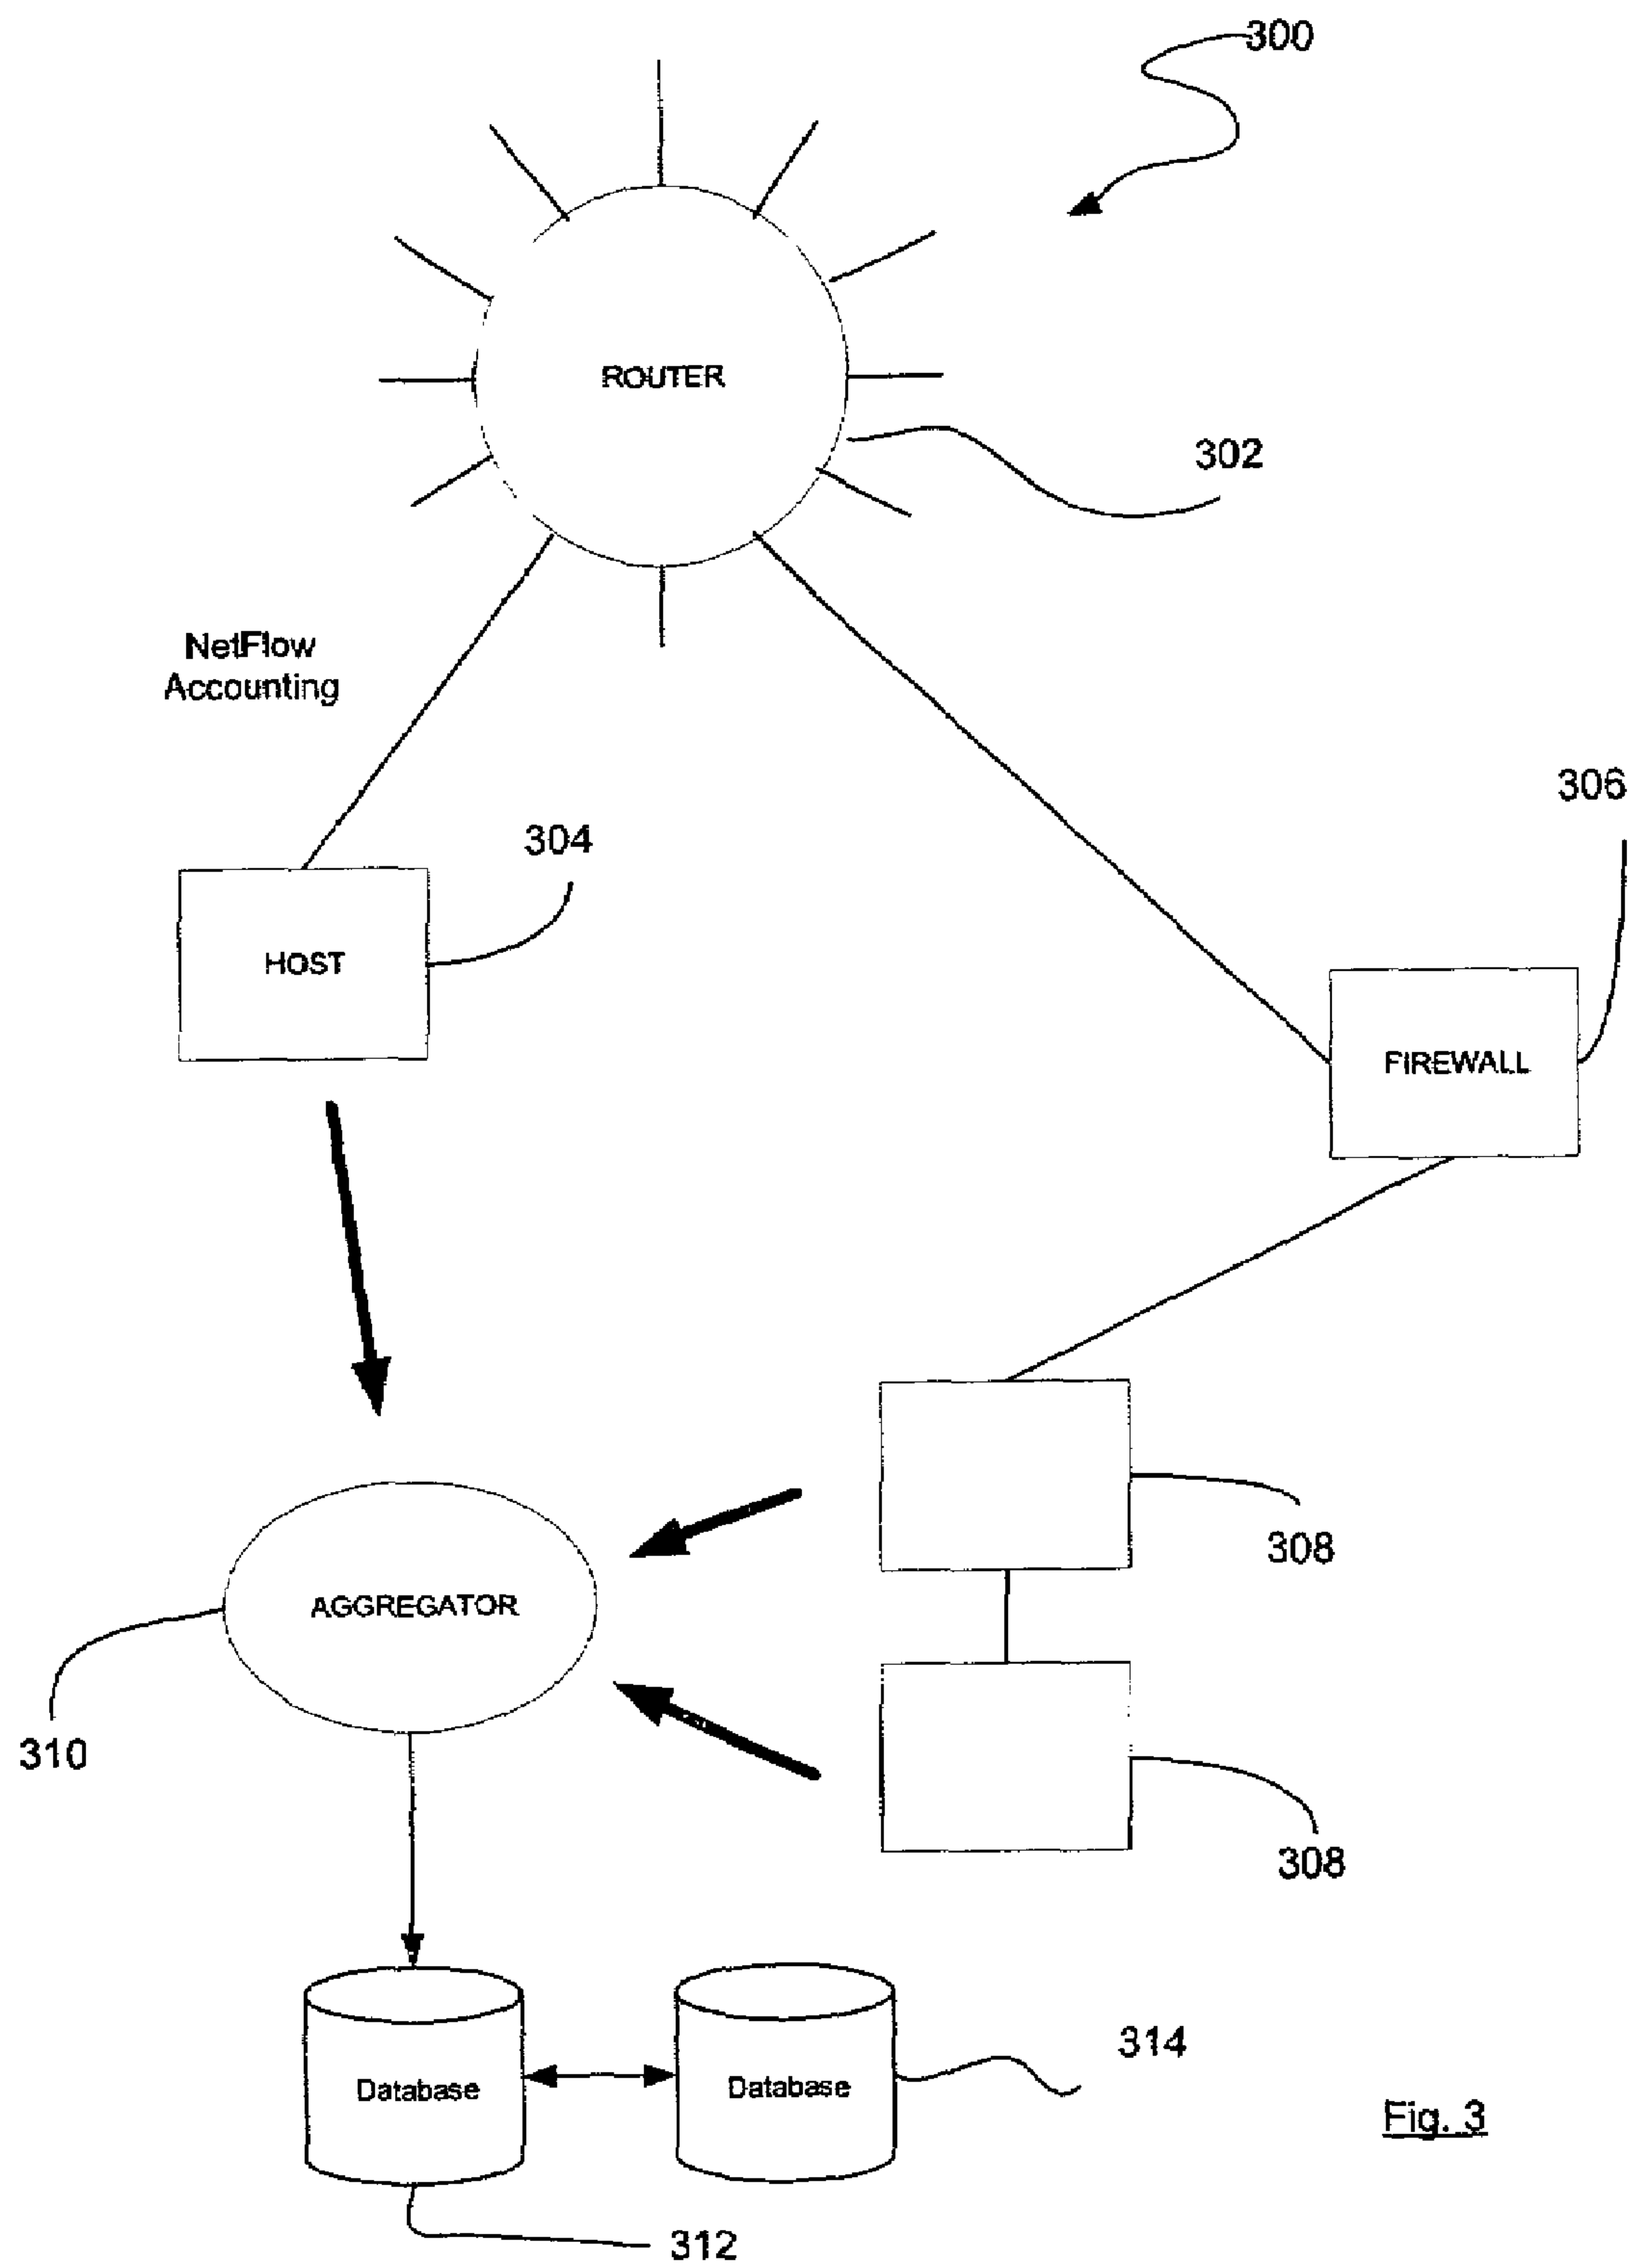 300
ROUTER
302
NetFlow
Accounting
306
304
HOST
FIREWALL
308
AGGREGATOR
310
308
314
Database
Database
Fig. 3
312